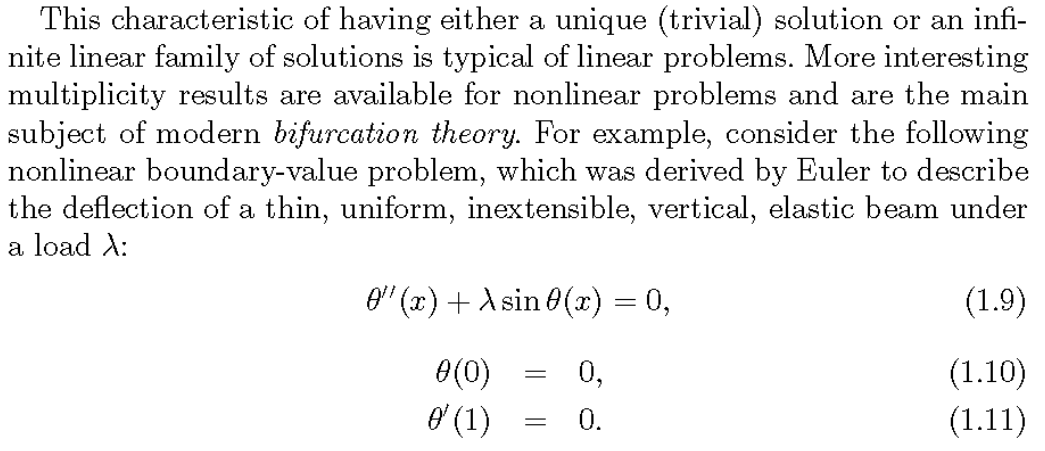 This characteristic of having either a unique (trivial) solution or an infi-
nite linear family of solutions is typical of linear problems. More interesting
multiplicity results are available for nonlinear problems and are the main
subject of modern bifurcation theory. For example, consider the following
nonlinear boundary-value problem, which was derived by Euler to describe
the deflection of a thin, uniform, inextensible, vertical, elastic beam under
a load λ:
θ′′(x) + λ sin θ(x) = 0, (1.9)
θ(0) = 0, (1.10)
θ′(1) = 0. (1.11)